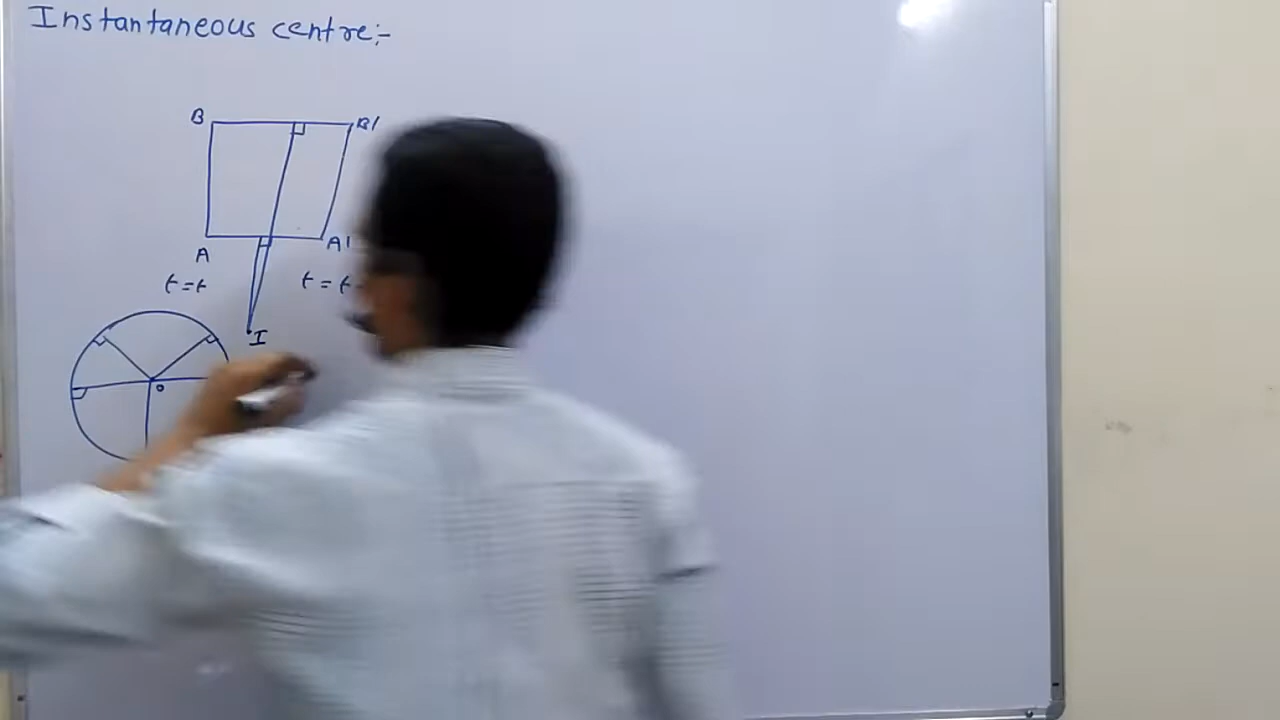 Instantaneous centre:-
B B'
A A'
t=t t=t
I
o